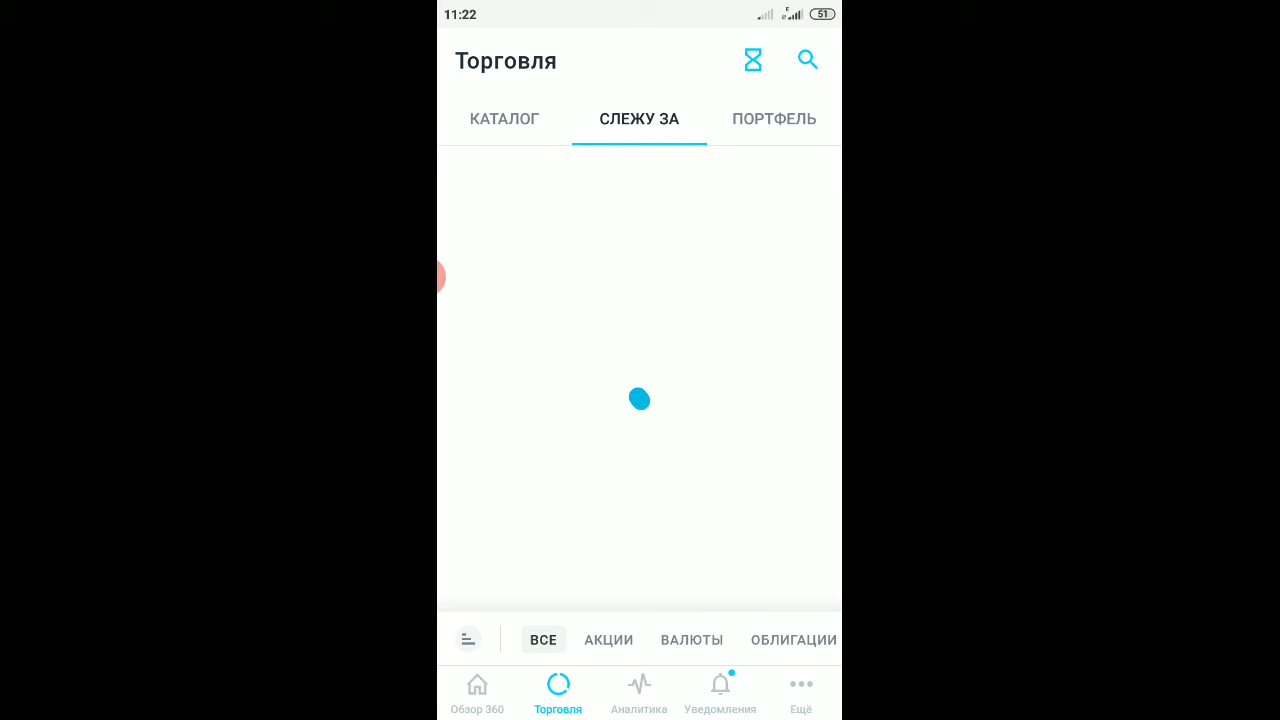 11:22
E
51
Торговля
КАТАЛОГ
СЛЕЖУ ЗА
ПОРТФЕЛЬ
ВСЕ
АКЦИИ
ВАЛЮТЫ
ОБЛИГАЦИИ
Обзор 360
Торговля
Аналитика
Уведомления
Ещё